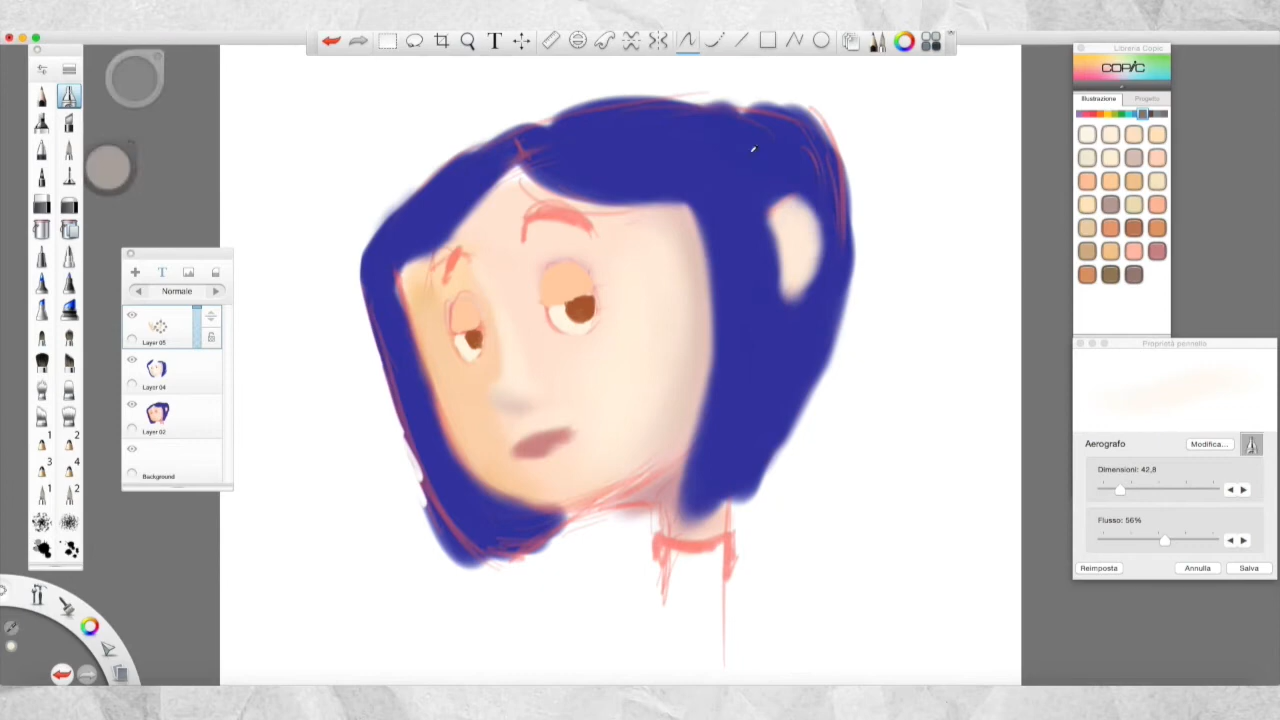 T
Libreria Copic
COPIC
Illustrazione
Progetto
T
Normale
Layer 05
Layer 04
Layer 02
Background
1
2
3
4
1
2
Proprietà pennello
Aerografo
Modifica...
Dimensioni: 42,8
Flusso: 56%
Reimposta
Annulla
Salva